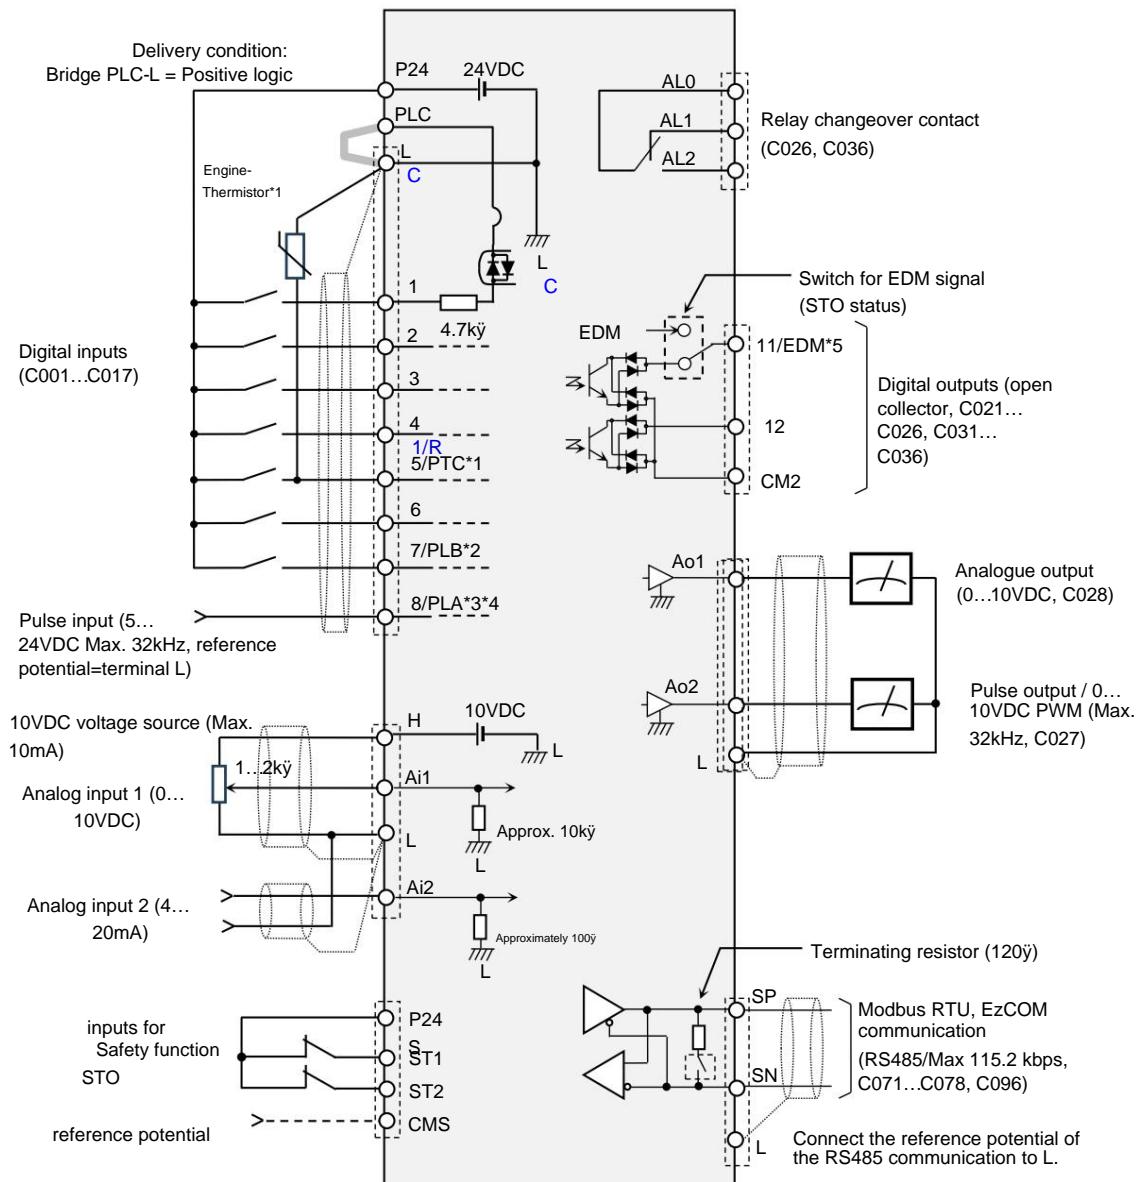 Delivery condition:
Bridge PLC-L = Positive logic
P24
24VDC
PLC
L
C
Engine-
Thermistor*1
L
C
1
4.7kÿ
2
3
4
1/R
5/PTC*1
6
7/PLB*2
8/PLA*3*4
Digital inputs
(C001...C017)
Pulse input (5...
24VDC Max. 32kHz, reference
potential=terminal L)
10VDC voltage source (Max.
10mA)
H
10VDC
L
1...2kÿ
Ai1
Analog input 1 (0...
10VDC)
Approx. 10kÿ
L
L
Ai2
Analog input 2 (4...
20mA)
Approximately 100ÿ
L
inputs for
Safety function
STO
P24
S
ST1
ST2
CMS
reference potential
AL0
AL1
AL2
Relay changeover contact
(C026, C036)
Switch for EDM signal
(STO status)
EDM
11/EDM*5
12
CM2
Digital outputs (open
collector, C021...
C026, C031...
C036)
Ao1
Analogue output
(0...10VDC, C028)
Ao2
Pulse output / 0...
10VDC PWM (Max.
32kHz, C027)
L
Terminating resistor (120ÿ)
SP
SN
L
Modbus RTU, EzCOM
communication
(RS485/Max 115.2 kbps,
C071...C078, C096)
Connect the reference potential of
the RS485 communication to L.